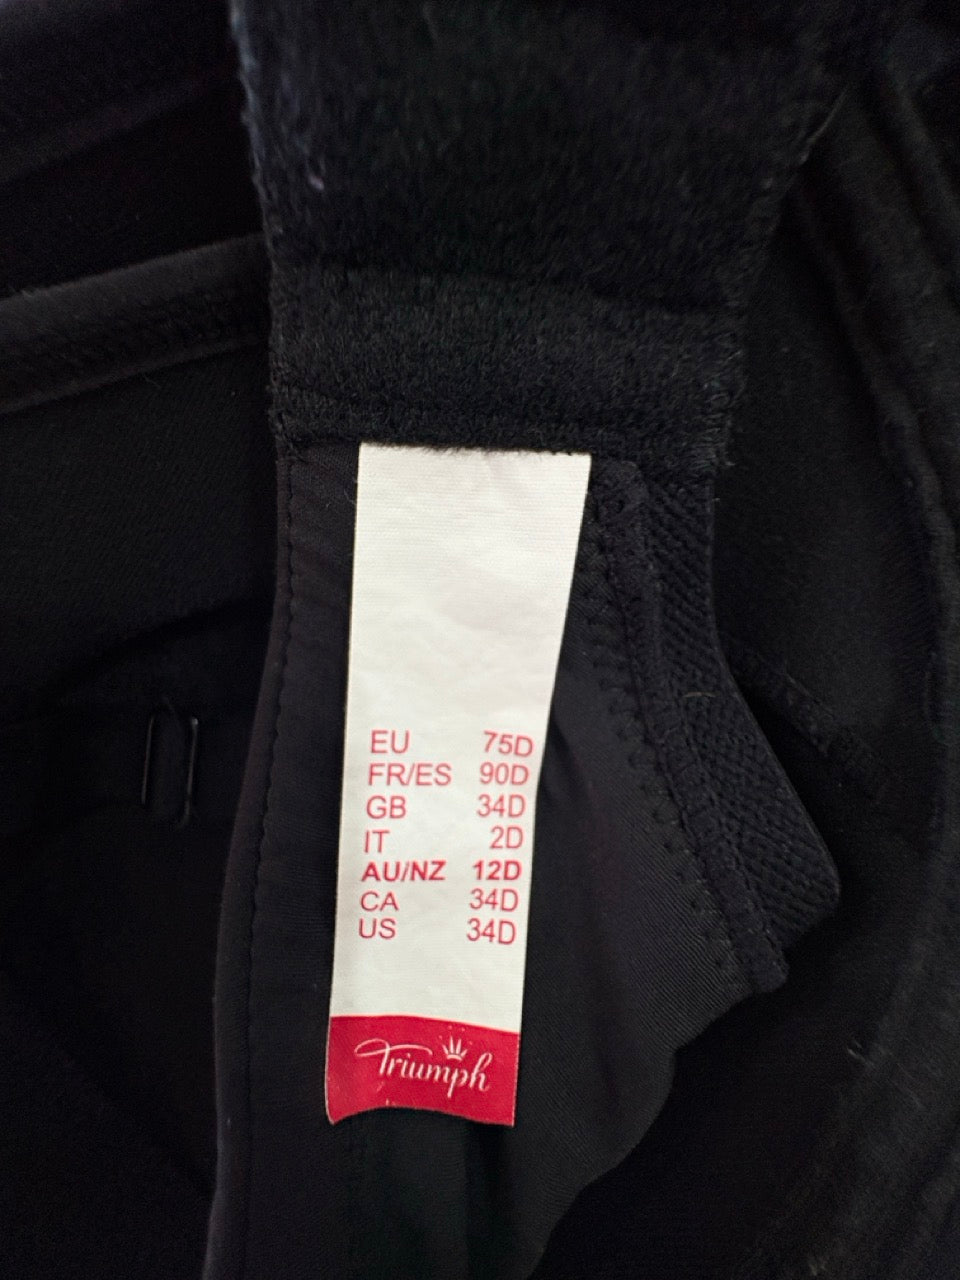 EU 75D
FR/ES 90D
GB 34D
IT 2D
AU/NZ 12D
CA 34D
US 34D
Triumph